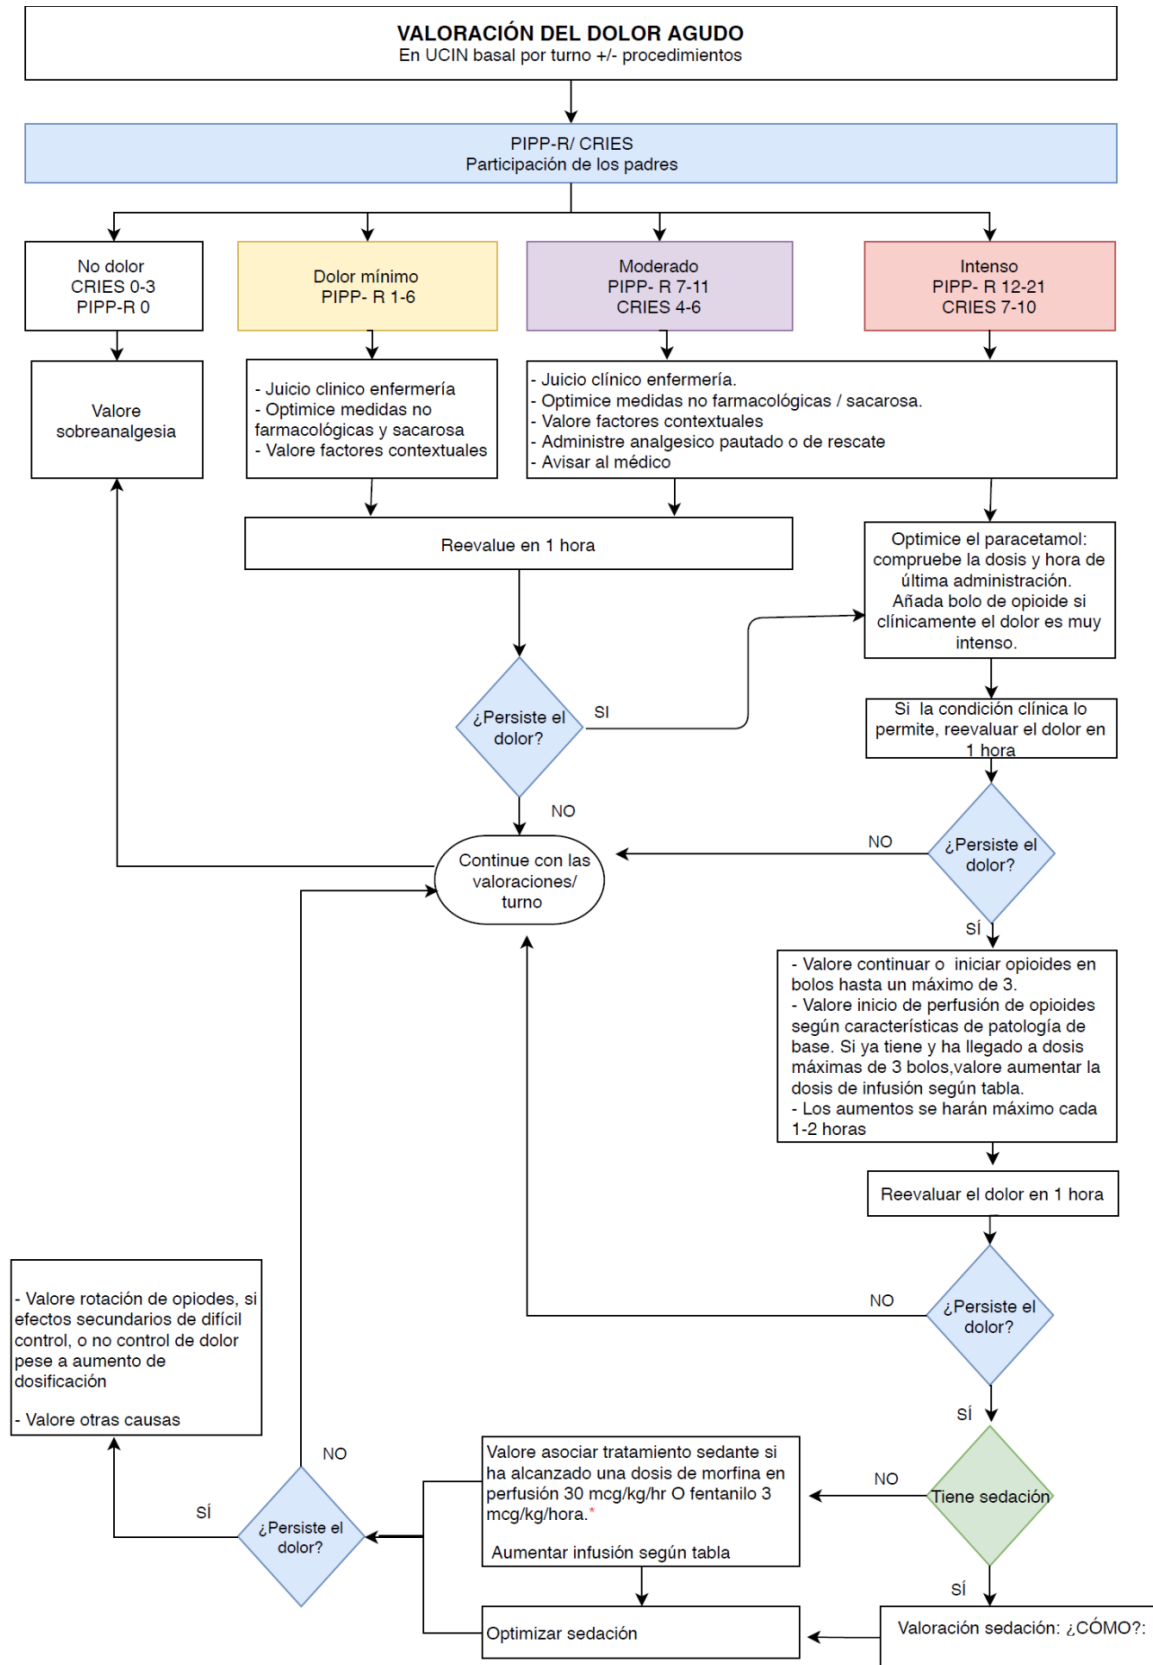 VALORACIÓN DEL DOLOR AGUDO
En UCIN basal por turno +/- procedimientos
PIPP-R/ CRIES
Participación de los padres
No dolor
CRIES 0-3
PIPP-R 0
Dolor mínimo
PIPP- R 1-6
Moderado
PIPP- R 7-11
CRIES 4-6
Intenso
PIPP- R 12-21
CRIES 7-10
Valore
sobreanalgesia
- Juicio clinico enfermería
- Optimice medidas no
farmacológicas y sacarosa
- Valore factores contextuales
- Juicio clínico enfermería.
- Optimice medidas no farmacológicas / sacarosa.
- Valore factores contextuales
- Administre analgesico pautado o de rescate
- Avisar al médico
Reevalue en 1 hora
Optimice el paracetamol:
compruebe la dosis y hora de
última administración.
Añada bolo de opioide si
clínicamente el dolor es muy
intenso.
¿Persiste el
dolor?
SI
NO
Si la condición clínica lo
permite, reevaluar el dolor en
1 hora
¿Persiste el
dolor?
NO
SÍ
Continue con las
valoraciones/
turno
- Valore continuar o iniciar opioides en
bolos hasta un máximo de 3.
- Valore inicio de perfusión de opioides
según características de patología de
base. Si ya tiene y ha llegado a dosis
máximas de 3 bolos,valore aumentar la
dosis de infusión según tabla.
- Los aumentos se harán máximo cada
1-2 horas
Reevaluar el dolor en 1 hora
¿Persiste el
dolor?
NO
SÍ
Tiene sedación
NO
SÍ
Valoración sedación: ¿CÓMO?:
Valore asociar tratamiento sedante si
ha alcanzado una dosis de morfina en
perfusión 30 mcg/kg/hr O fentanilo 3
mcg/kg/hora.*
Aumentar infusión según tabla
Optimizar sedación
¿Persiste el
dolor?
NO
SÍ
- Valore rotación de opiodes, si
efectos secundarios de difícil
control, o no control de dolor
pese a aumento de
dosificación
- Valore otras causas